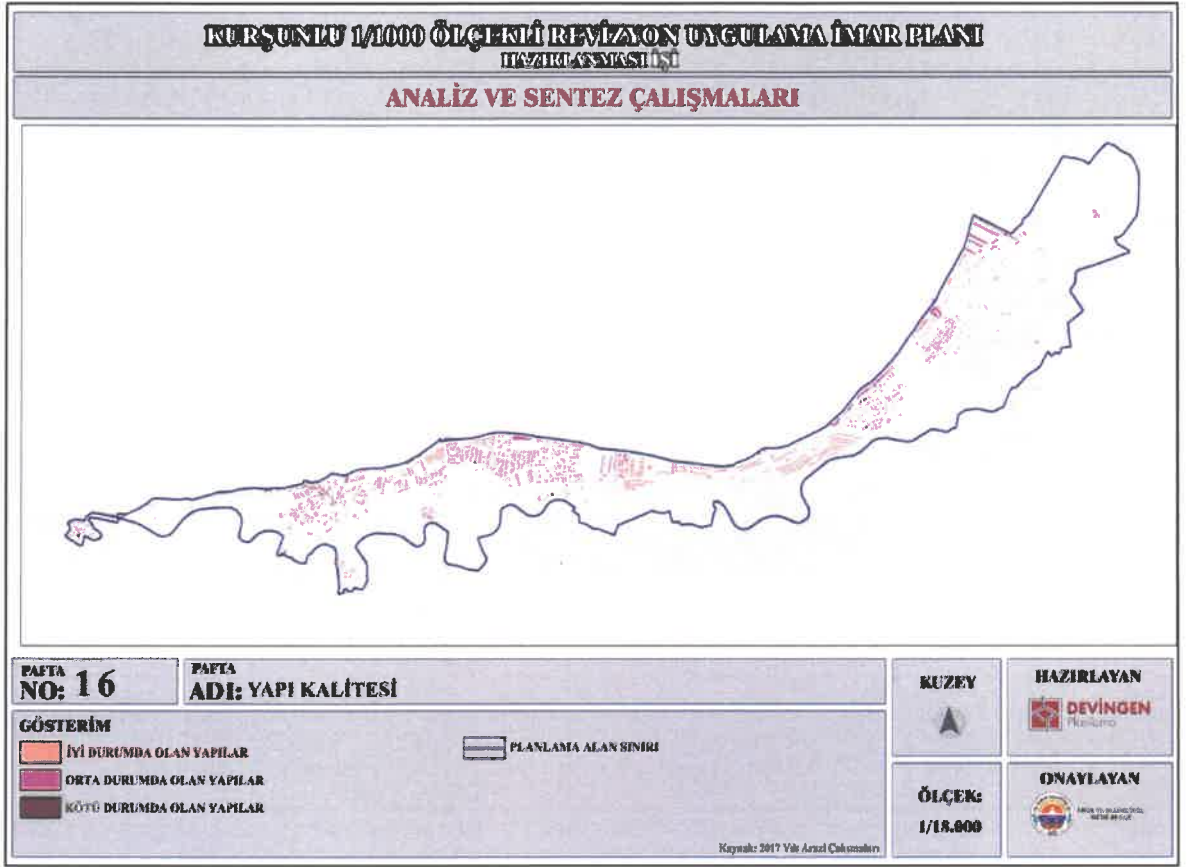 KURŞUNLU 1/1000 ÖLÇEKLİ REVİZYON UYGULAMA İMAR PLANI
HAZIRLANMASI İŞİ
ANALİZ VE SENTEZ ÇALIŞMALARI
PAFTA
NO: 16
PAFTA
ADI: YAPI KALİTESİ
GÖSTERİM
İYİ DURUMDA OLAN YAPILAR
ORTA DURUMDA OLAN YAPILAR
KÖTÜ DURUMDA OLAN YAPILAR
PLANLAMA ALAN SINIRI
Kaynak: 2017 Yılı Arazi Çalışmaları
KUZEY
ÖLÇEK:
1/18.000
HAZIRLAYAN
DEVİNGEN
Planlama
ONAYLAYAN